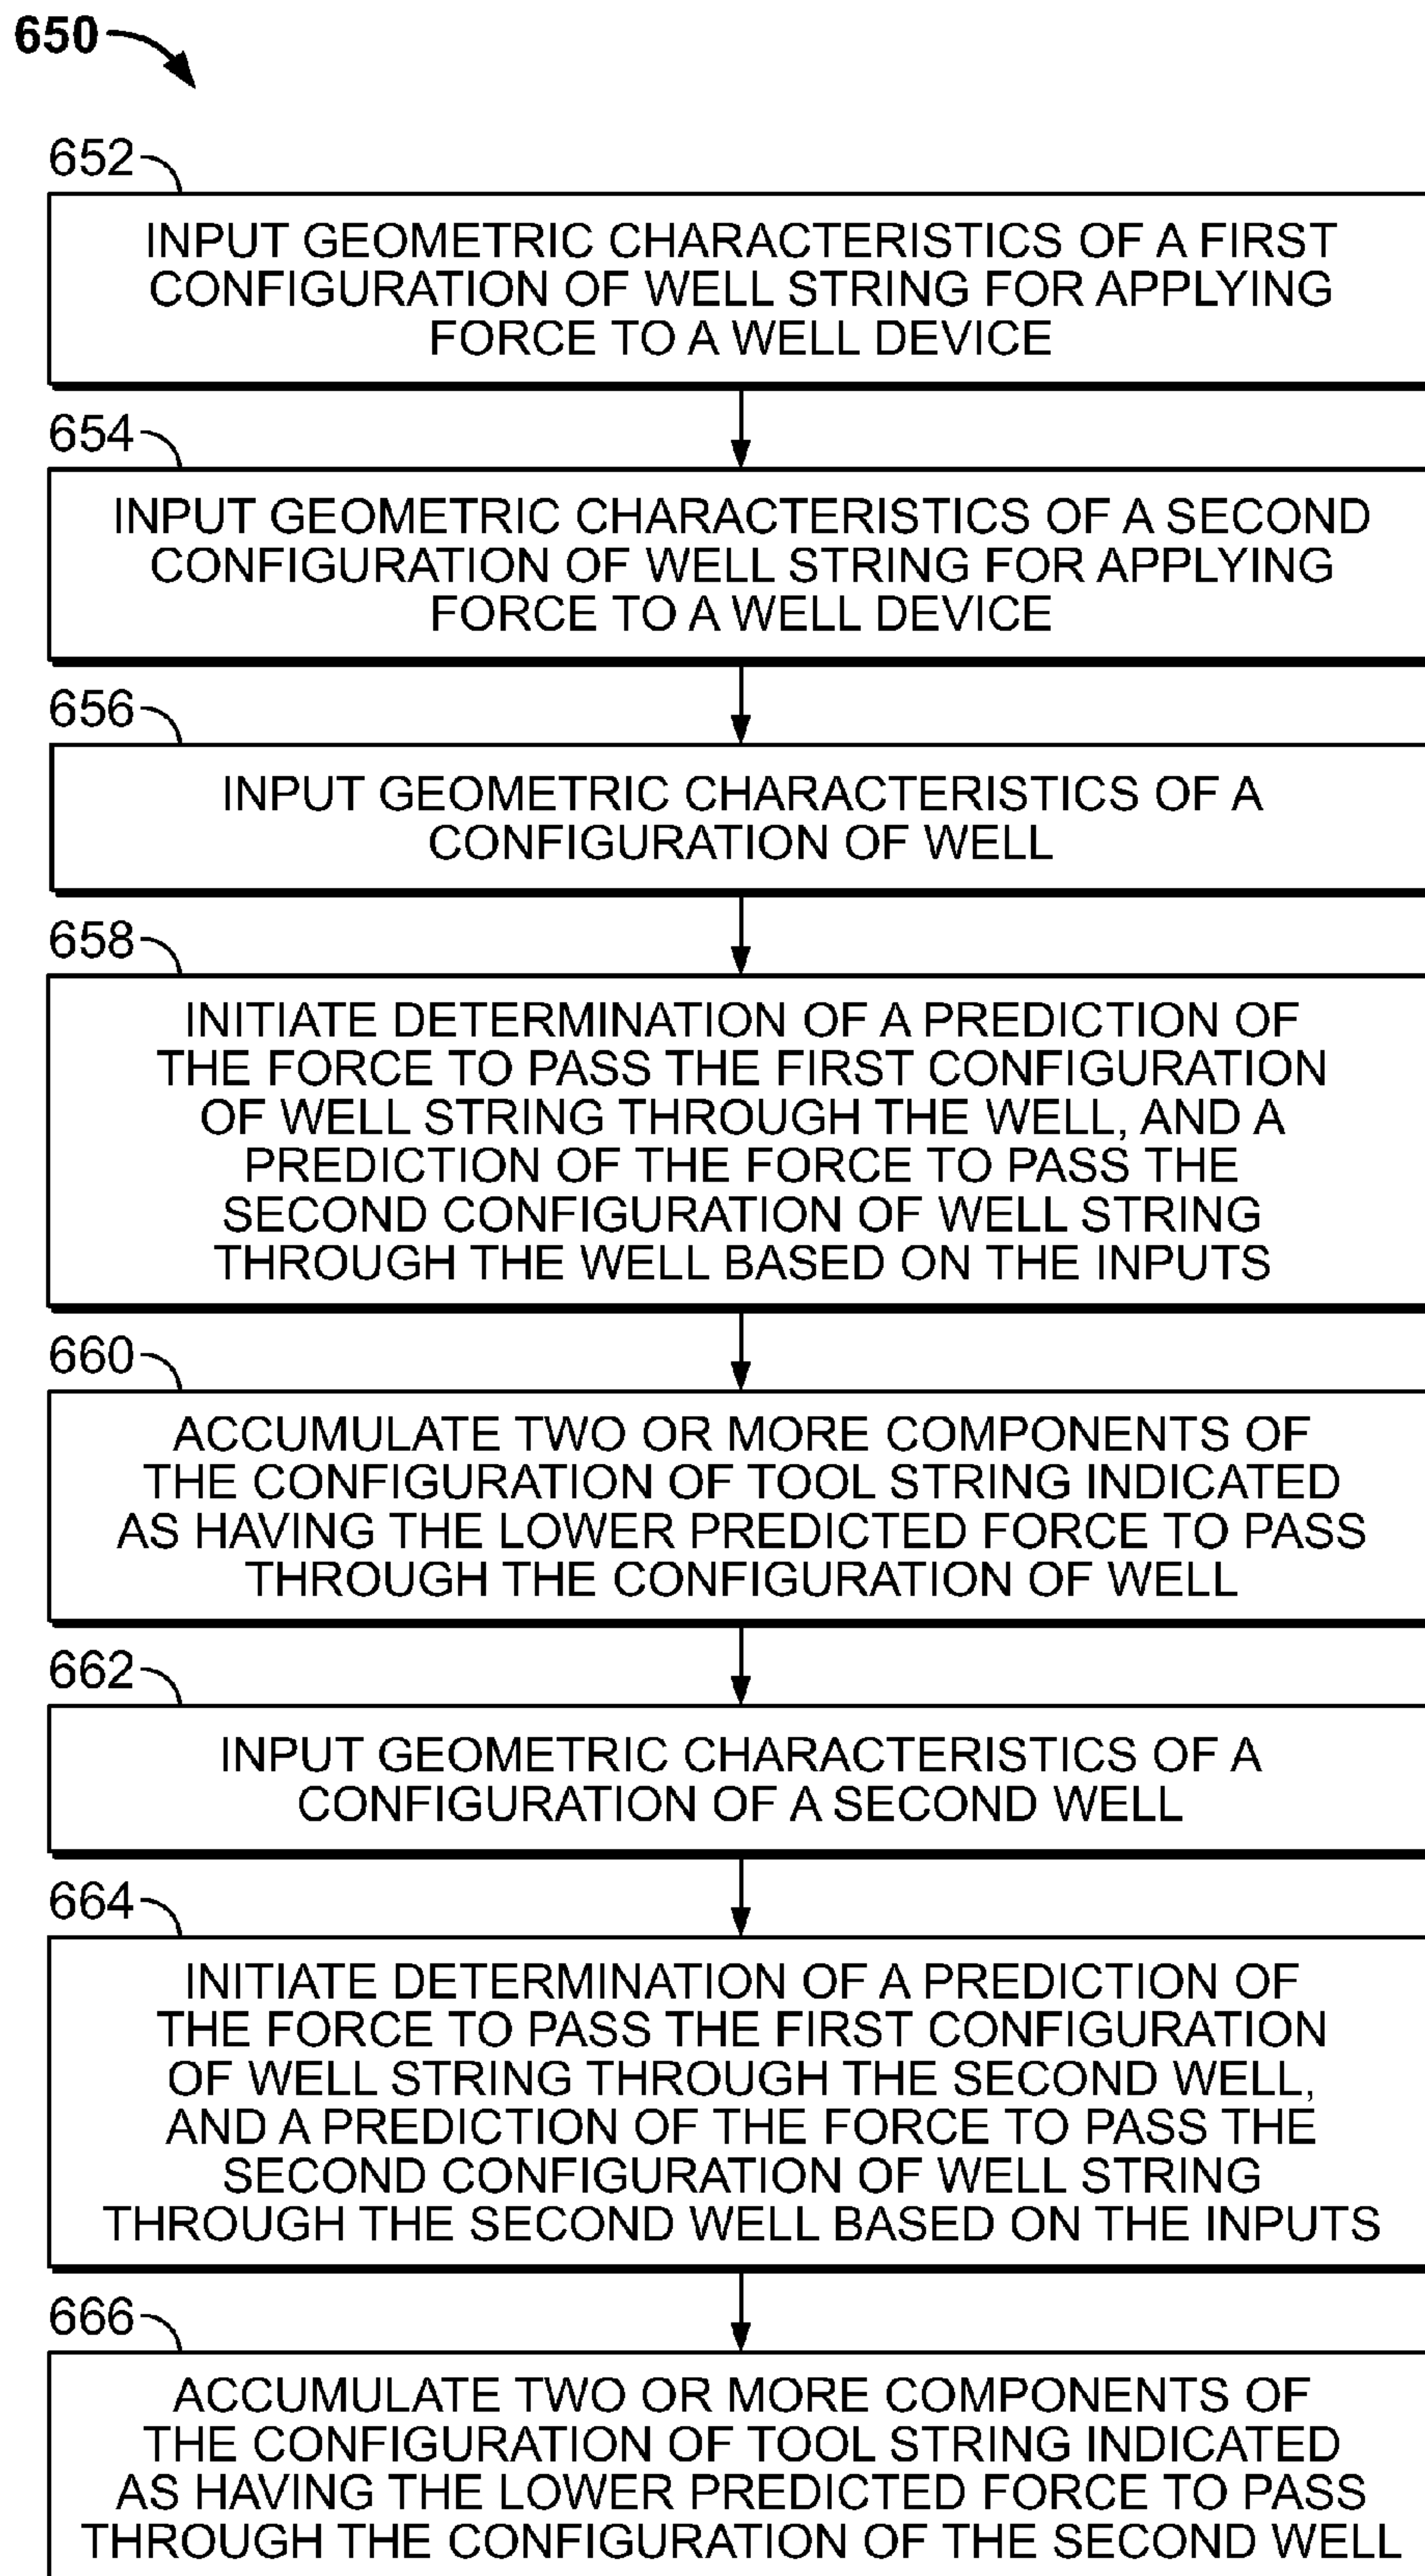 650
652
INPUT GEOMETRIC CHARACTERISTICS OF A FIRST
CONFIGURATION OF WELL STRING FOR APPLYING
FORCE TO A WELL DEVICE
654
INPUT GEOMETRIC CHARACTERISTICS OF A SECOND
CONFIGURATION OF WELL STRING FOR APPLYING
FORCE TO A WELL DEVICE
656
INPUT GEOMETRIC CHARACTERISTICS OF A
CONFIGURATION OF WELL
658
INITIATE DETERMINATION OF A PREDICTION OF
THE FORCE TO PASS THE FIRST CONFIGURATION
OF WELL STRING THROUGH THE WELL, AND A
PREDICTION OF THE FORCE TO PASS THE
SECOND CONFIGURATION OF WELL STRING
THROUGH THE WELL BASED ON THE INPUTS
660
ACCUMULATE TWO OR MORE COMPONENTS OF
THE CONFIGURATION OF TOOL STRING INDICATED
AS HAVING THE LOWER PREDICTED FORCE TO PASS
THROUGH THE CONFIGURATION OF WELL
662
INPUT GEOMETRIC CHARACTERISTICS OF A
CONFIGURATION OF A SECOND WELL
664
INITIATE DETERMINATION OF A PREDICTION OF
THE FORCE TO PASS THE FIRST CONFIGURATION
OF WELL STRING THROUGH THE SECOND WELL,
AND A PREDICTION OF THE FORCE TO PASS THE
SECOND CONFIGURATION OF WELL STRING
THROUGH THE SECOND WELL BASED ON THE INPUTS
666
ACCUMULATE TWO OR MORE COMPONENTS OF
THE CONFIGURATION OF TOOL STRING INDICATED
AS HAVING THE LOWER PREDICTED FORCE TO PASS
THROUGH THE CONFIGURATION OF THE SECOND WELL